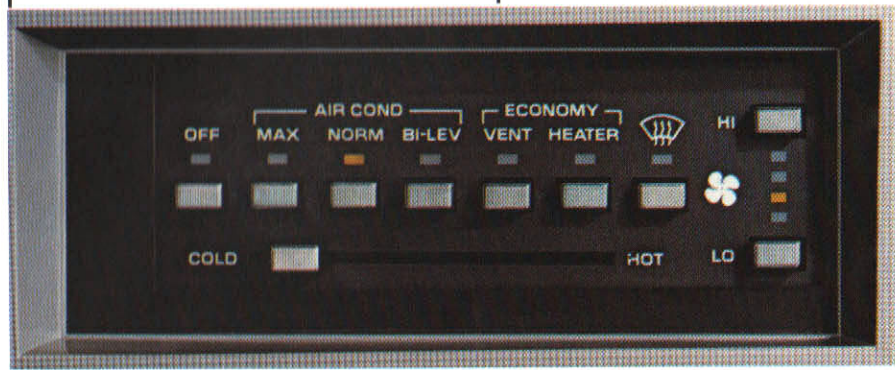 AIR COND ECONOMY
OFF MAX NORM BI-LEV VENT HEATER HI
COLD HOT LO